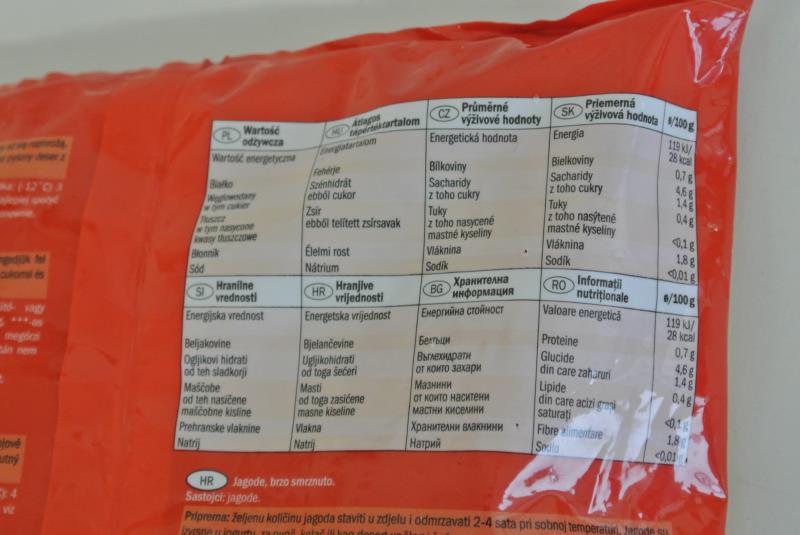 PL Wartość odżywcza
HU Átlagos tápértéktartalom
CZ Průměrné výživové hodnoty
SK Priemerná výživová hodnota
ø/100 g
Wartość energetyczna
Energiatartalom
Energetická hodnota
Energia
119 kJ/
28 kcal
Białko
Fehérje
Bílkoviny
Bielkoviny
0,7 g
Węglowodany
w tym cukier
Szénhidrát
ebből cukor
Sacharidy
z toho cukry
Sacharidy
z toho cukry
4,6 g
1,4 g
Tłuszcz
w tym nasycone
kwasy tłuszczowe
Zsír
ebből telített zsírsavak
Tuky
z toho nasycené
mastné kyseliny
Tuky
z toho nasýtené
mastné kyseliny
0,4 g
<0,1 g
Błonnik
Élelmi rost
Vláknina
Vláknina
1,8 g
Sód
Nátrium
Sodík
Sodík
<0,01 g
SI Hranilne vrednosti
HR Hranjive vrijednosti
BG Хранителна информация
RO Informații nutriționale
ø/100 g
Energijska vrednost
Energetska vrijednost
Енергийна стойност
Valoare energetică
119 kJ/
28 kcal
Beljakovine
Bjelančevine
Белтъци
Proteine
0,7 g
Ogljikovi hidrati
od teh sladkorji
Ugljikohidrati
od toga šećeri
Въглехидрати
от които захари
Glucide
din care zaharuri
4,6 g
1,4 g
Maščobe
od teh nasičene
maščobne kisline
Masti
od toga zasićene
masne kiseline
Мазнини
от които наситени
мастни киселини
Lipide
din care acizi grași
saturați
0,4 g
<0,1 g
Prehranske vlaknine
Vlakna
Хранителни влакнини
Fibre alimentare
1,8 g
Natrij
Natrij
Натрий
Sodiu
<0,01 g
HR Jagode, brzo smrznuto.
Sastojci: jagode.
Priprema: željenu količinu jagoda staviti u zdjelu i odmrzavati 2-4 sata pri sobnoj temperaturi. Jagode su